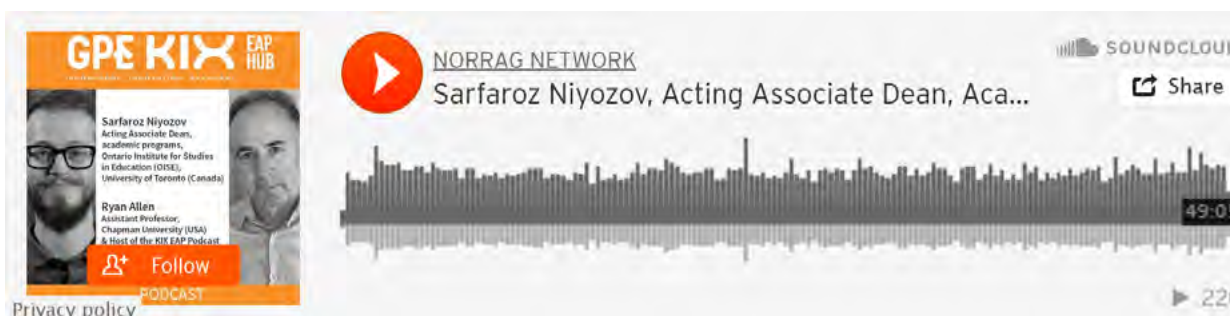 GPE KIX EAP
HUB
Sarfaroz Niyozov
Acting Associate Dean,
academic programs,
Ontario Institute for Studies
in Education (OISE),
University of Toronto (Canada)
Ryan Allen
Assistant Professor,
Chapman University (USA)
& Host of the KIX EAP Podcast
Follow
PODCAST
Privacy policy
NORRAG NETWORK
Sarfaroz Niyozov, Acting Associate Dean, Aca...
SOUNDCLOUD
Share
49:0
22